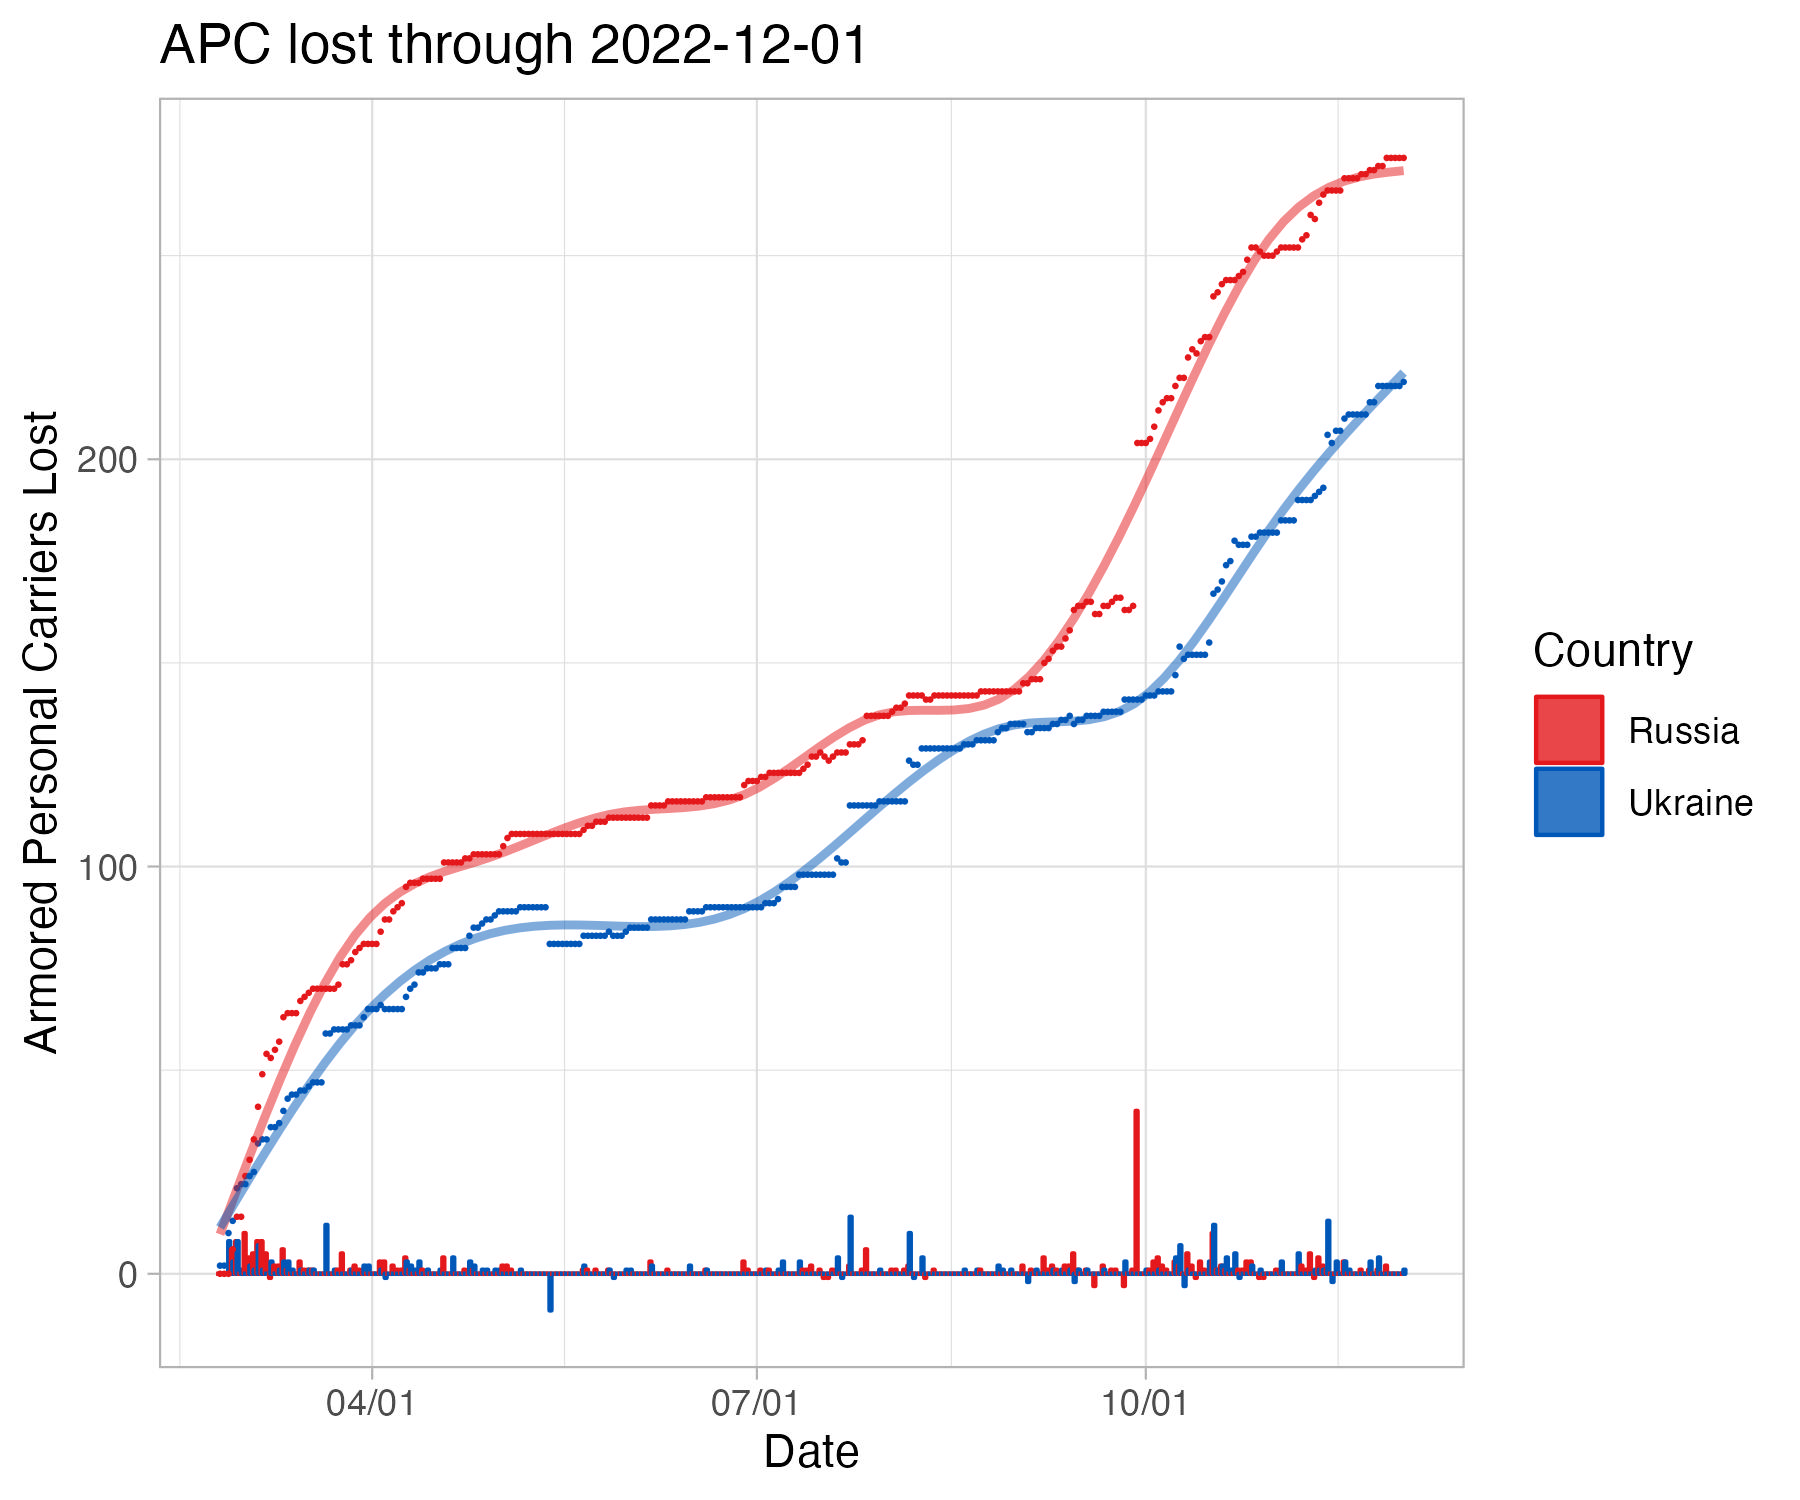 APC lost through 2022-12-01
Armored Personal Carriers Lost
200
100
0
04/01
07/01
10/01
Date
Country
Russia
Ukraine